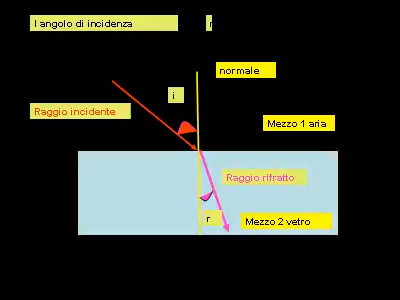 I angolo di incidenza
normale
i
Raggio incidente
Mezzo 1 aria
Raggio rifratto
r
Mezzo 2 vetro